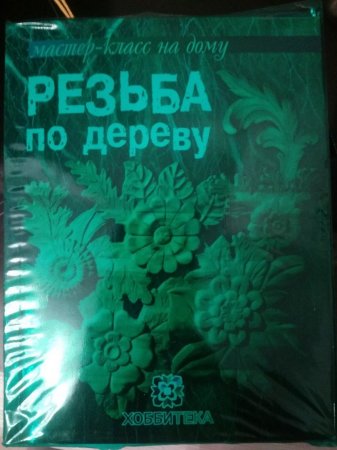 мастер-класс на дому
РЕЗЬБА
по дереву
ХОББИТЕКА